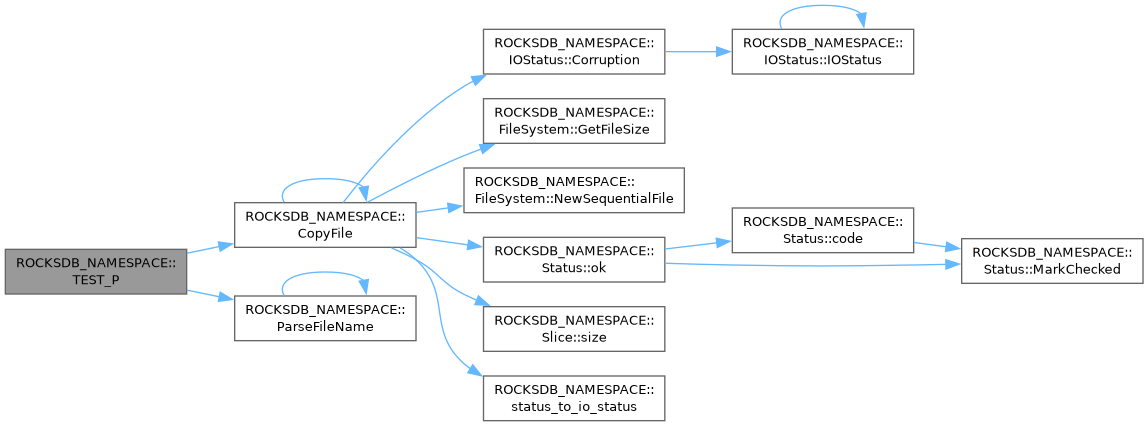 ROCKSDB_NAMESPACE::
TEST_P
ROCKSDB_NAMESPACE::
CopyFile
ROCKSDB_NAMESPACE::
IOStatus::Corruption
ROCKSDB_NAMESPACE::
IOStatus::IOStatus
ROCKSDB_NAMESPACE::
FileSystem::GetFileSize
ROCKSDB_NAMESPACE::
FileSystem::NewSequentialFile
ROCKSDB_NAMESPACE::
Status::ok
ROCKSDB_NAMESPACE::
Status::code
ROCKSDB_NAMESPACE::
Status::MarkChecked
ROCKSDB_NAMESPACE::
Slice::size
ROCKSDB_NAMESPACE::
status_to_io_status
ROCKSDB_NAMESPACE::
ParseFileName